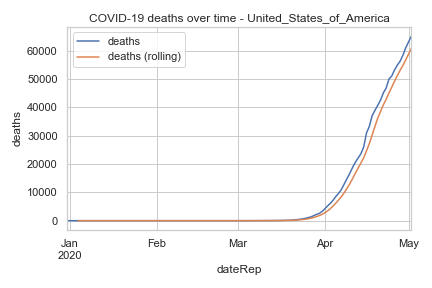 COVID-19 deaths over time - United_States_of_America
deaths
deaths (rolling)
60000
50000
40000
30000
20000
10000
0
deaths
Jan Feb Mar Apr May
2020
dateRep